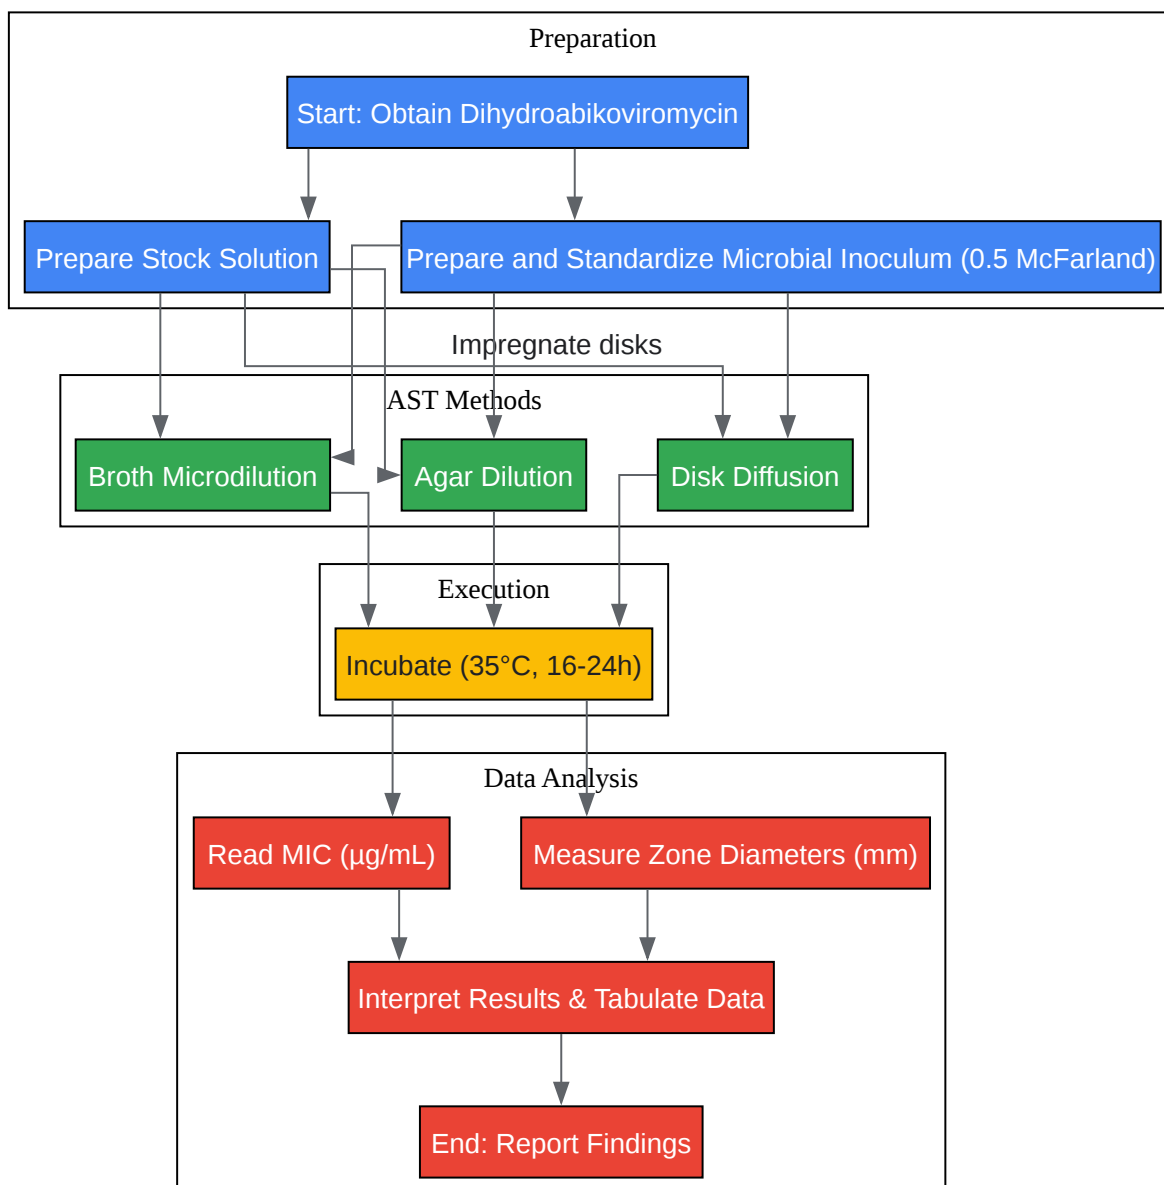 Preparation
Start: Obtain Dihydroabikoviromycin
Prepare Stock Solution
Prepare and Standardize Microbial Inoculum (0.5 McFarland)
Impregnate disks
AST Methods
Broth Microdilution
Agar Dilution
Disk Diffusion
Execution
Incubate (35°C, 16-24h)
Data Analysis
Read MIC (µg/mL)
Measure Zone Diameters (mm)
Interpret Results & Tabulate Data
End: Report Findings